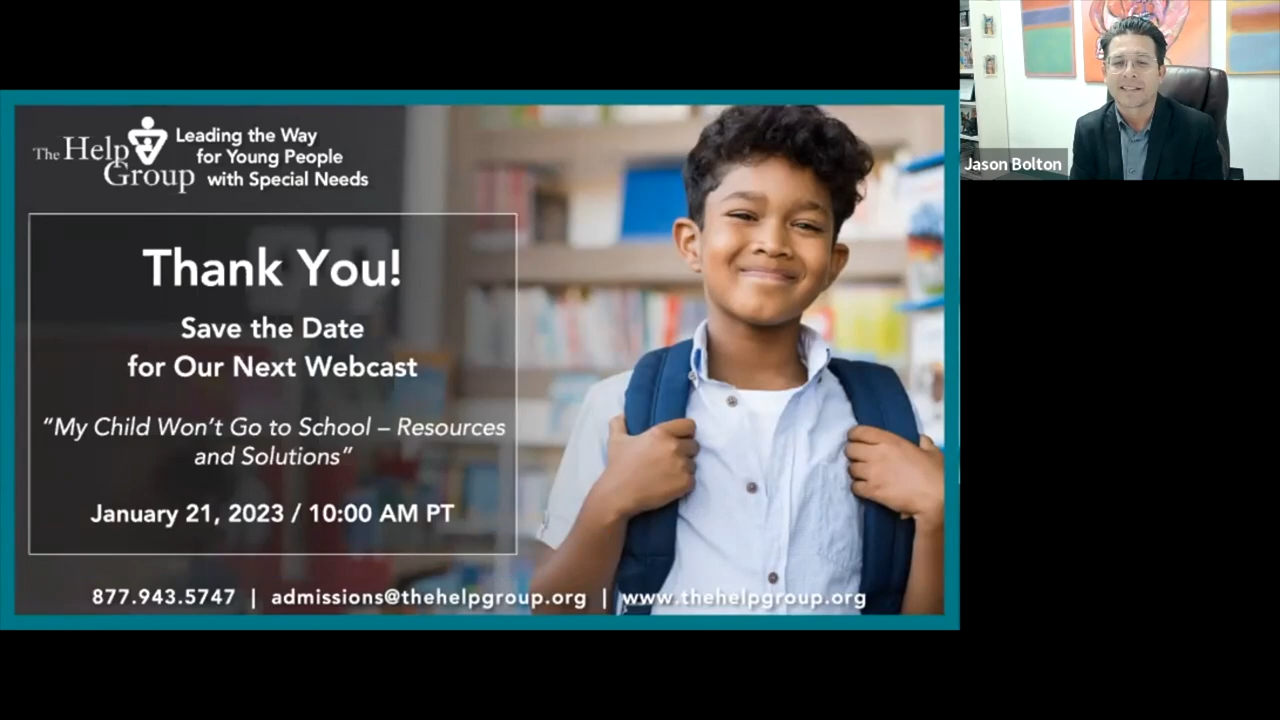 The Help Group
Leading the Way
for Young People
with Special Needs
Thank You!
Save the Date
for Our Next Webcast
“My Child Won’t Go to School – Resources
and Solutions”
January 21, 2023 / 10:00 AM PT
877.943.5747 | admissions@thehelpgroup.org | www.thehelpgroup.org
Jason Bolton